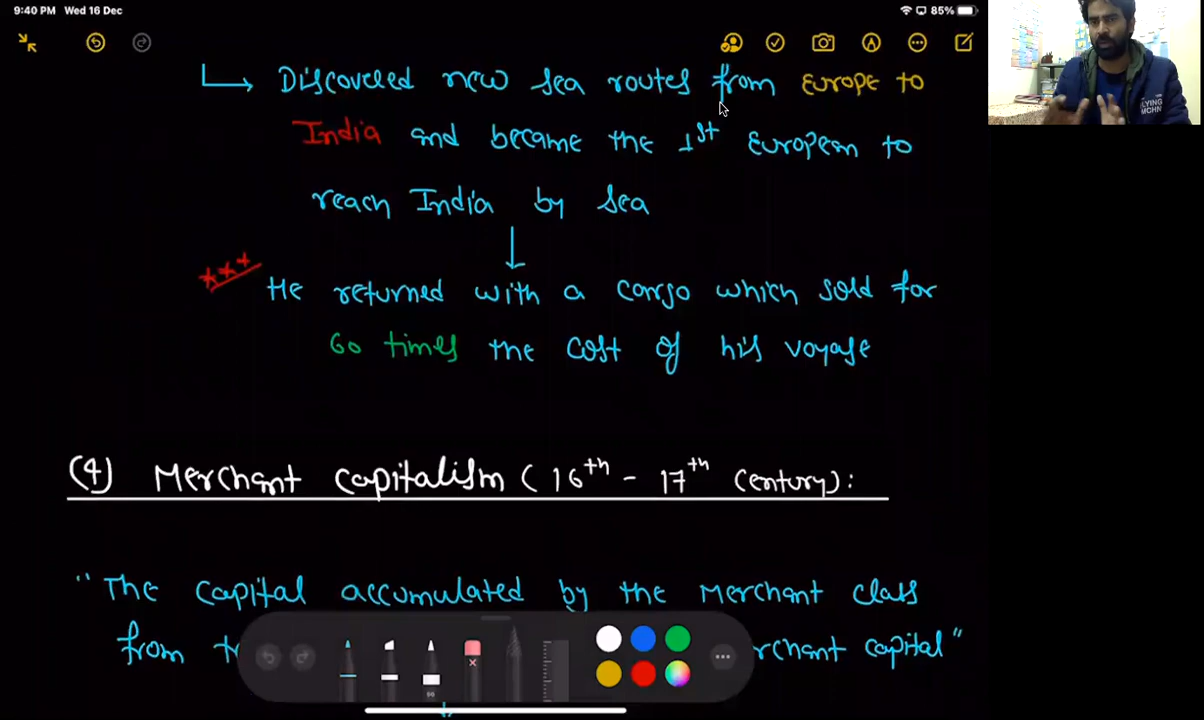 9:40 PM Wed 16 Dec
85%
Discovered new sea routes from Europe to
India and became the 1st European to
reach India by sea
*** He returned with a cargo which sold for
60 times the cost of his voyage
(4) Merchant capitalism (16th - 17th Century):
"The capital accumulated by the Merchant class
from capital"
FLYING
MCHN